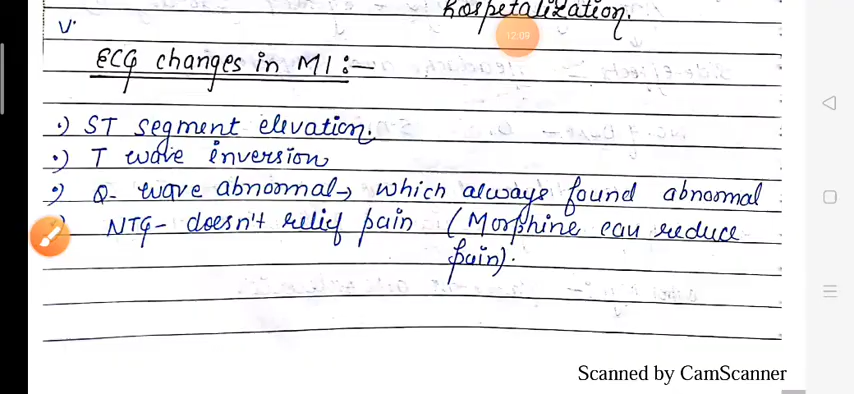 Hospetalization.
V.
12:09
ECG changes in MI :-
•) ST segment elevation.
•) T wave inversion
•) Q- wave abnormal → which always found abnormal
NTG- doesn't relief pain (Morphine can reduce
pain).
Scanned by CamScanner